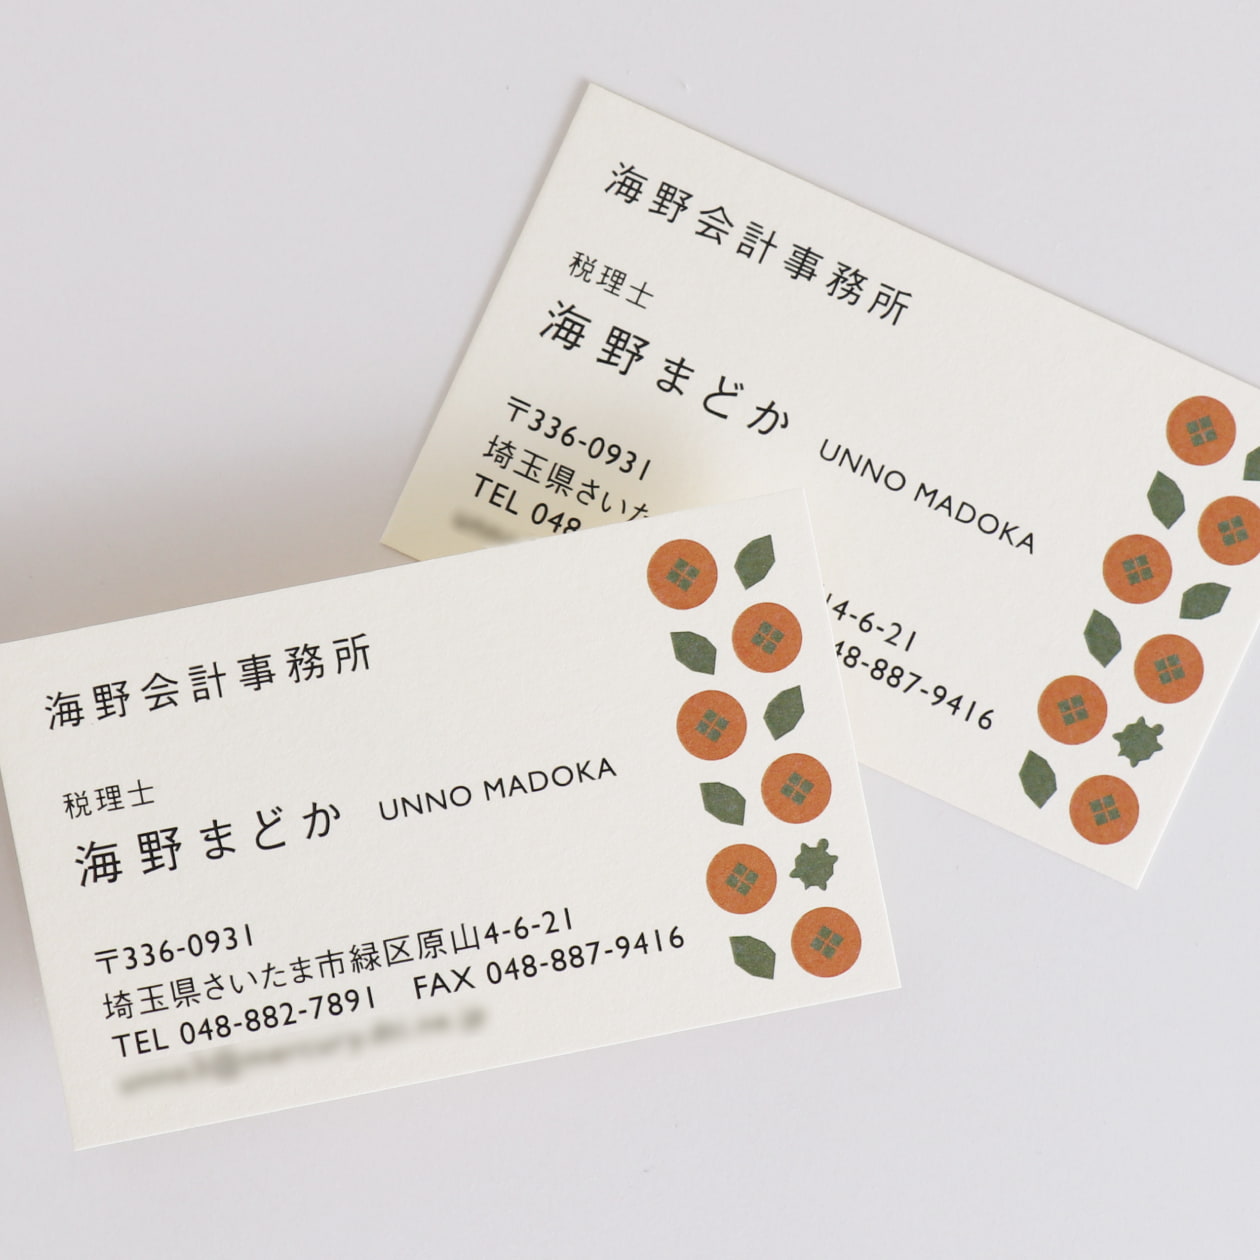 海野会計事務所
税理士
海野まどか UNNO MADOKA
〒336-0931
埼玉県さいた
TEL 048
4-6-21
48-887-9416
海野会計事務所
税理士
海野まどか UNNO MADOKA
〒336-0931
埼玉県さいたま市緑区原山4-6-21
TEL 048-882-7891 FAX 048-887-9416